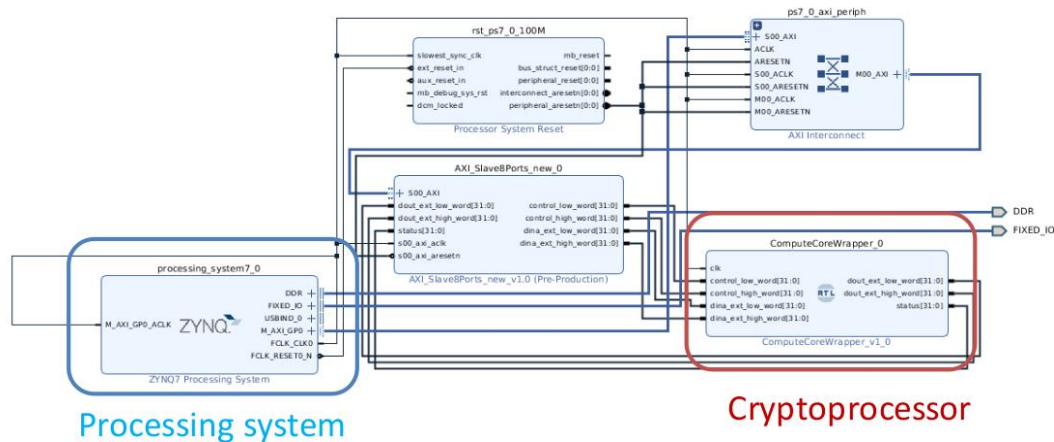 rst_ps7_0_100M
slowest_sync_clk
ext_reset_in
aux_reset_in
mb_debug_sys_rst
dcm_locked
mb_reset
bus_struct_reset[0:0]
peripheral_reset[0:0]
interconnect_aresetn[0:0]
peripheral_aresetn[0:0]
Processor System Reset
ps7_0_axi_periph
S00_AXI
ACLK
ARESETN
S00_ACLK
S00_ARESETN
M00_ACLK
M00_ARESETN
M00_AXI
AXI Interconnect
AXI_Slave8Ports_new_0
S00_AXI
dout_ext_low_word[31:0]
dout_ext_high_word[31:0]
status[31:0]
s00_axi_aclk
s00_axi_aresetn
control_low_word[31:0]
control_high_word[31:0]
dina_ext_low_word[31:0]
dina_ext_high_word[31:0]
AXI_Slave8Ports_new_v1.0 (Pre-Production)
DDR
FIXED_IO
processing_system7_0
M_AXI_GP0_ACLK
ZYNQ
DDR
FIXED_IO
USBIND_0
M_AXI_GP0
FCLK_CLK0
FCLK_RESET0_N
ZYNQ7 Processing System
ComputeCoreWrapper_0
clk
control_low_word[31:0]
control_high_word[31:0]
dina_ext_low_word[31:0]
dina_ext_high_word[31:0]
RTL
dout_ext_low_word[31:0]
dout_ext_high_word[31:0]
status[31:0]
ComputeCoreWrapper_v1_0
Processing system
Cryptoprocessor